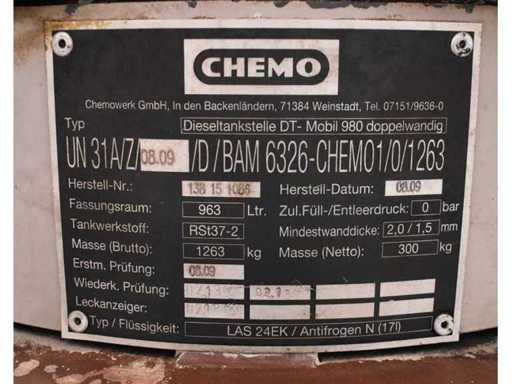 CHEMO
Chemowerk GmbH, In den Backenländern, 71384 Weinstadt, Tel. 07151/9636-0
Typ Dieseltankstelle DT- Mobil 980 doppelwandig
UN 31A/Z/08.09/D/BAM 6326-CHEMO1/0/1263
Herstell-Nr.: 138 15 1086 Herstell-Datum: 08.09
Fassungsraum: 963 Ltr. Zul.Füll-/Entleerdruck: 0 bar
Tankwerkstoff: RSt37-2 Mindestwanddicke: 2,0 / 1,5 mm
Masse (Brutto): 1263 kg Masse (Netto): 300 kg
Erstm. Prüfung: 08.09
Wiederk. Prüfung:
Leckanzeiger:
Typ / Flüssigkeit: LAS 24EK / Antifrogen N (17l)